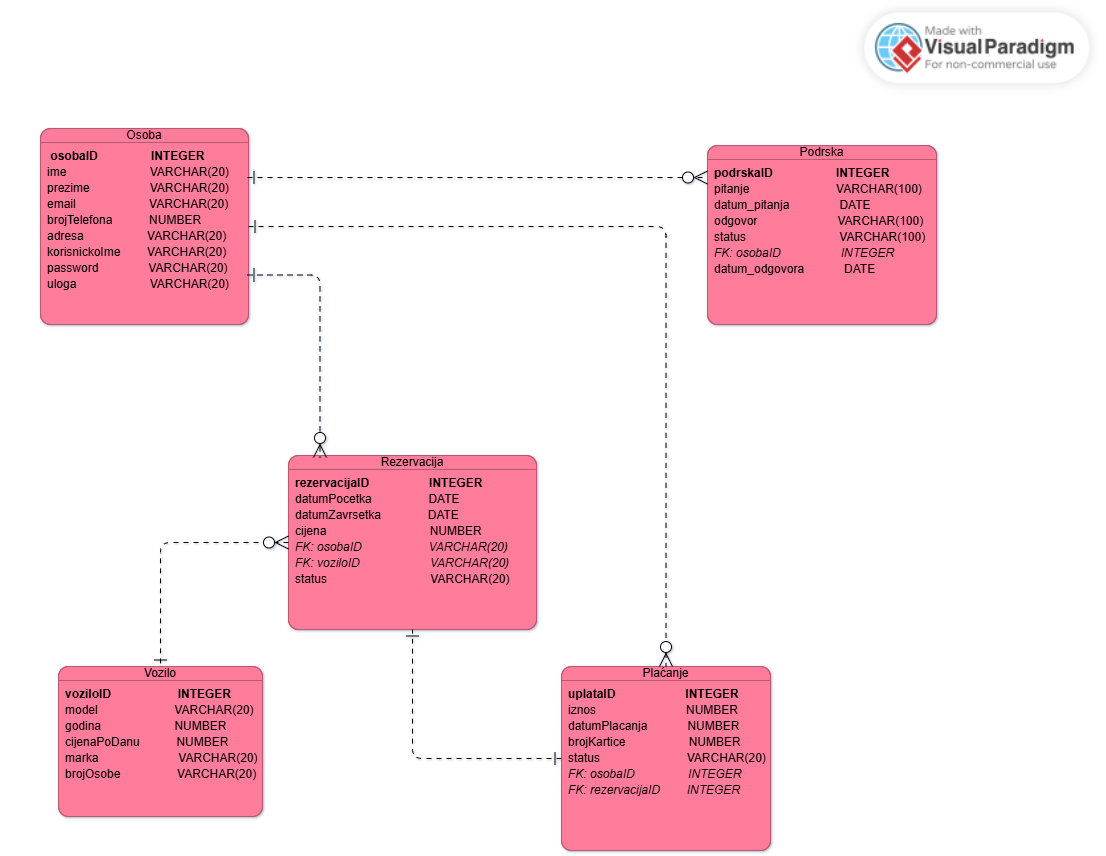 Made with
Visual Paradigm
For non-commercial use
Osoba
osobaID INTEGER
ime VARCHAR(20)
prezime VARCHAR(20)
email VARCHAR(20)
brojTelefona NUMBER
adresa VARCHAR(20)
korisnickoIme VARCHAR(20)
password VARCHAR(20)
uloga VARCHAR(20)
Podrska
podrskaID INTEGER
pitanje VARCHAR(100)
datum_pitanja DATE
odgovor VARCHAR(100)
status VARCHAR(100)
FK: osobaID INTEGER
datum_odgovora DATE
Rezervacija
rezervacijaID INTEGER
datumPocetka DATE
datumZavrsetka DATE
cijena NUMBER
FK: osobaID VARCHAR(20)
FK: voziloID VARCHAR(20)
status VARCHAR(20)
Vozilo
voziloID INTEGER
model VARCHAR(20)
godina NUMBER
cijenaPoDanu NUMBER
marka VARCHAR(20)
brojOsobe VARCHAR(20)
Plaćanje
uplataID INTEGER
iznos NUMBER
datumPlacanja NUMBER
brojKartice NUMBER
status VARCHAR(20)
FK: osobaID INTEGER
FK: rezervacijaID INTEGER